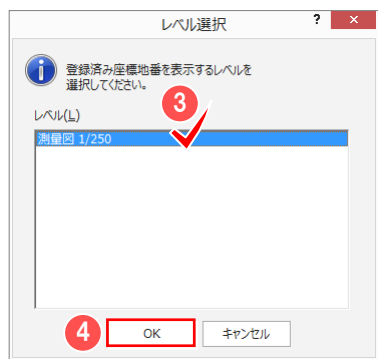 レベル選択
?
×
登録済み座標地番を表示するレベルを
選択してください。
3
レベル(L)
測量図 1/250
4
OK
キャンセル